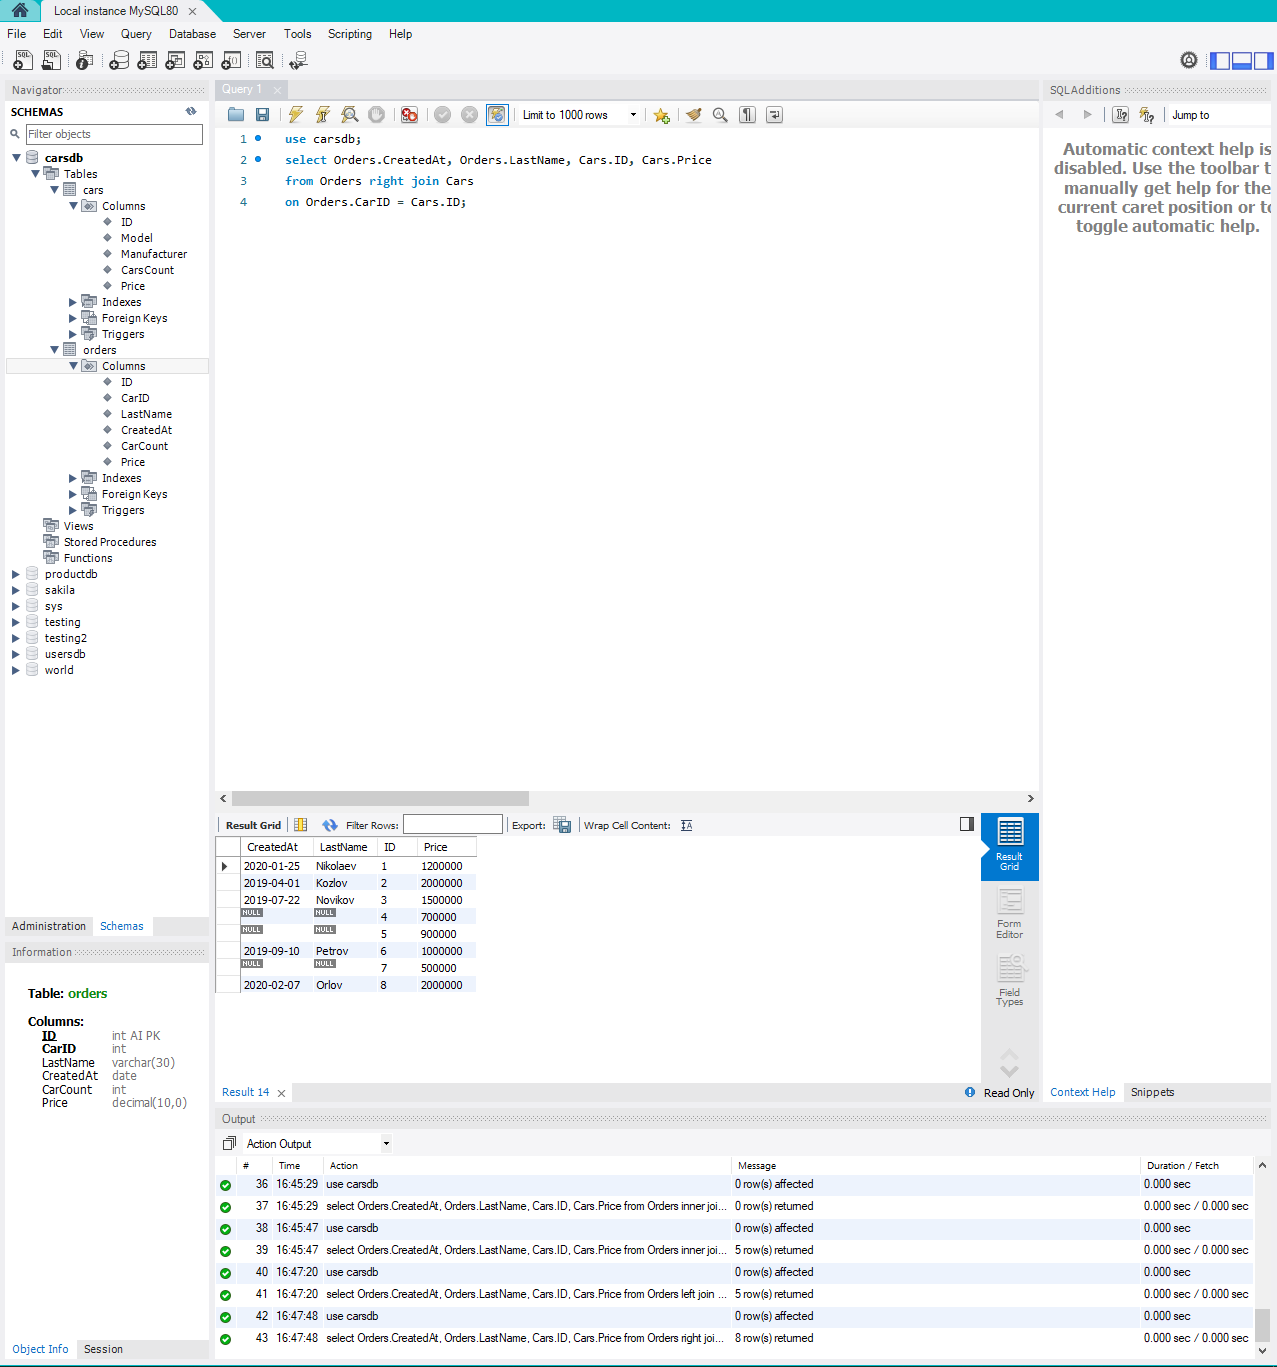 Local instance MySQL80
File Edit View Query Database Server Tools Scripting Help
Navigator
SCHEMAS
Filter objects
carsdb
Tables
cars
Columns
ID
Model
Manufacturer
CarsCount
Price
Indexes
Foreign Keys
Triggers
orders
Columns
ID
CarID
LastName
CreatedAt
CarCount
Price
Indexes
Foreign Keys
Triggers
Views
Stored Procedures
Functions
productdb
sakila
sys
testing
testing2
usersdb
world
Administration Schemas
Information
Table: orders
Columns:
ID int AI PK
CarID int
LastName varchar(30)
CreatedAt date
CarCount int
Price decimal(10,0)
Object Info Session
Query 1
Limit to 1000 rows
1 use carsdb;
2 select Orders.CreatedAt, Orders.LastName, Cars.ID, Cars.Price
3 from Orders right join Cars
4 on Orders.CarID = Cars.ID;
Result Grid Filter Rows: Export: Wrap Cell Content:
CreatedAt LastName ID Price
2020-01-25 Nikolaev 1 1200000
2019-04-01 Kozlov 2 2000000
2019-07-22 Novikov 3 1500000
NULL NULL 4 700000
NULL NULL 5 900000
2019-09-10 Petrov 6 1000000
NULL NULL 7 500000
2020-02-07 Orlov 8 2000000
Result
Grid
Form
Editor
Field
Types
Result 14
Read Only
SQLAdditions
Jump to
Automatic context help is
disabled. Use the toolbar t
manually get help for the
current caret position or to
toggle automatic help.
Context Help Snippets
Output
Action Output
# Time Action Message Duration / Fetch
36 16:45:29 use carsdb 0 row(s) affected 0.000 sec
37 16:45:29 select Orders.CreatedAt, Orders.LastName, Cars.ID, Cars.Price from Orders inner joi... 0 row(s) returned 0.000 sec / 0.000 sec
38 16:45:47 use carsdb 0 row(s) affected 0.000 sec
39 16:45:47 select Orders.CreatedAt, Orders.LastName, Cars.ID, Cars.Price from Orders inner joi... 5 row(s) returned 0.000 sec / 0.000 sec
40 16:47:20 use carsdb 0 row(s) affected 0.000 sec
41 16:47:20 select Orders.CreatedAt, Orders.LastName, Cars.ID, Cars.Price from Orders left join ... 5 row(s) returned 0.000 sec / 0.000 sec
42 16:47:48 use carsdb 0 row(s) affected 0.000 sec
43 16:47:48 select Orders.CreatedAt, Orders.LastName, Cars.ID, Cars.Price from Orders right joi... 8 row(s) returned 0.000 sec / 0.000 sec